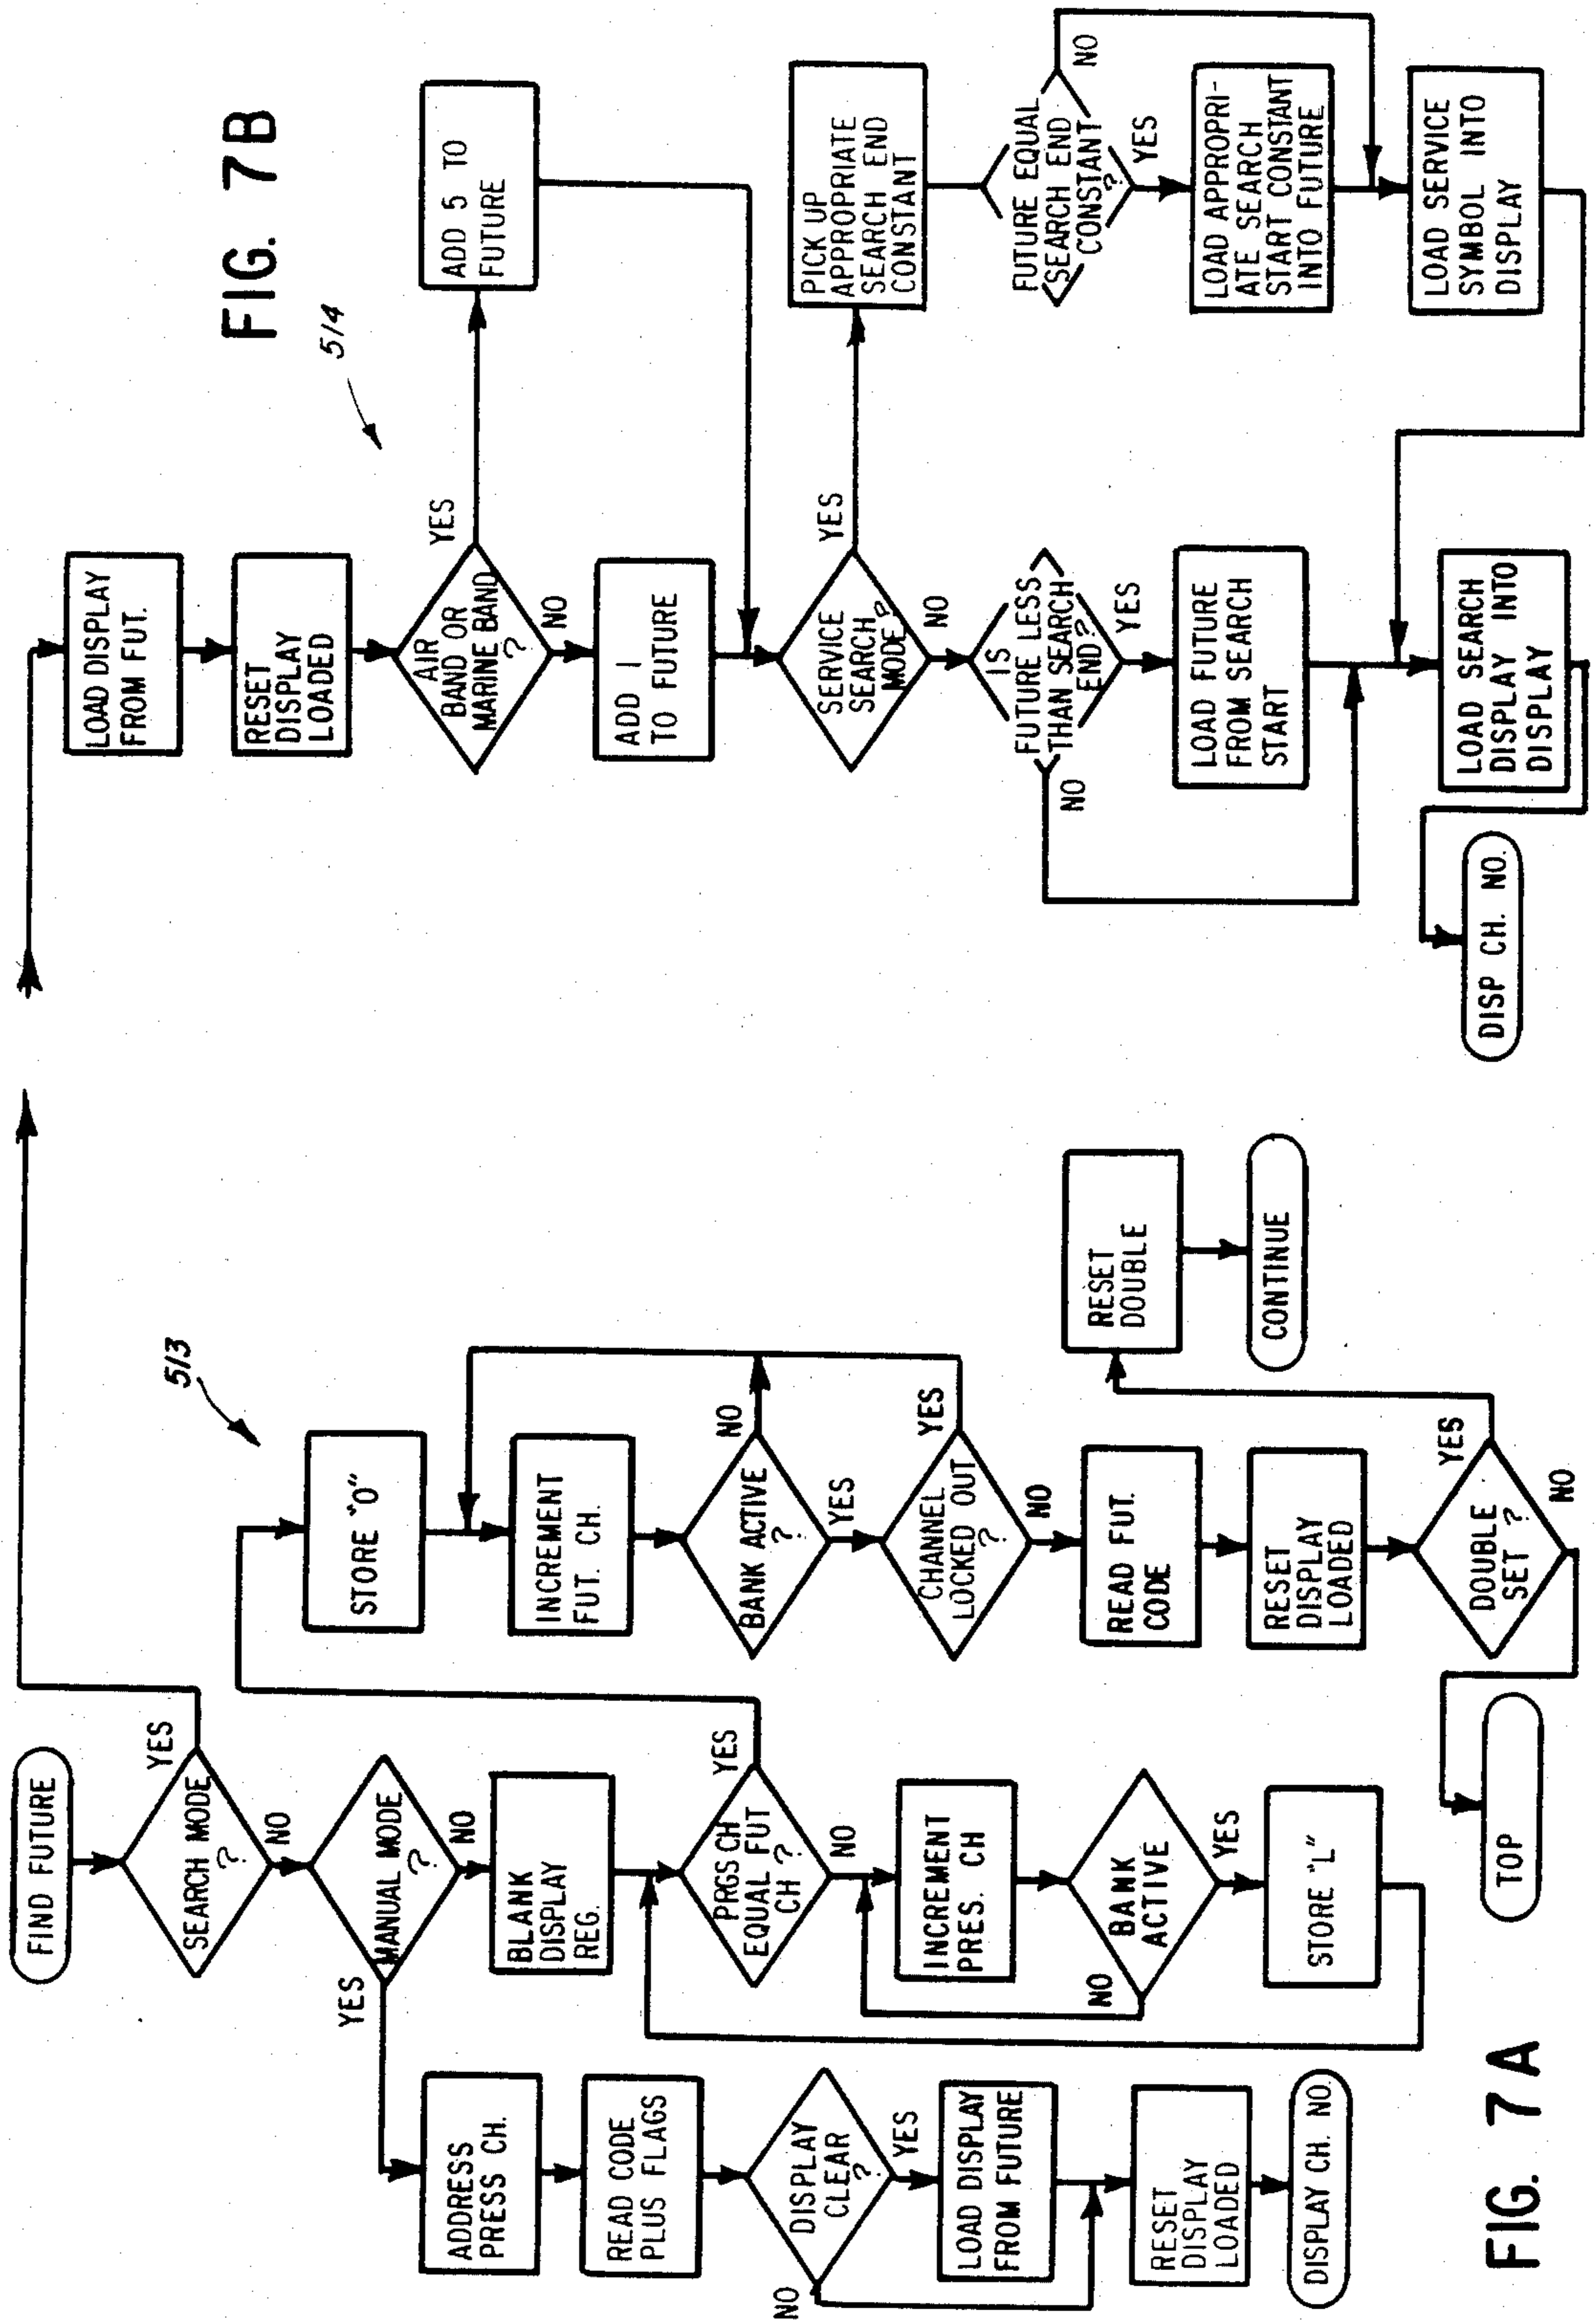 FIG. 7A
FIND FUTURE
SEARCH MODE
?
YES
NO
MANUAL MODE
?
YES
NO
ADDRESS
PRESS CH.
READ CODE
PLUS FLAGS
DISPLAY
CLEAR
?
YES
NO
LOAD DISPLAY
FROM FUTURE
RESET
DISPLAY
LOADED
DISPLAY CH. NO.
BLANK
DISPLAY
REG.
PRGS CH
EQUAL FUT
CH ?
YES
NO
INCREMENT
PRES. CH
BANK
ACTIVE
NO
YES
STORE "L"
513
STORE "O"
INCREMENT
FUT. CH.
BANK ACTIVE
?
NO
YES
CHANNEL
LOCKED OUT
?
YES
NO
READ FUT.
CODE
RESET
DISPLAY
LOADED
DOUBLE
SET ?
YES
NO
TOP
RESET
DOUBLE
CONTINUE
FIG. 7B
514
LOAD DISPLAY
FROM FUT.
RESET
DISPLAY
LOADED
AIR
BAND OR
MARINE BAND
?
YES
NO
ADD 5 TO
FUTURE
ADD 1
TO FUTURE
SERVICE
SEARCH
MODE?
YES
NO
IS
FUTURE LESS
THAN SEARCH
END?
NO
YES
LOAD FUTURE
FROM SEARCH
START
LOAD SEARCH
DISPLAY INTO
DISPLAY
DISP CH. NO.
PICK UP
APPROPRIATE
SEARCH END
CONSTANT
FUTURE EQUAL
SEARCH END
CONSTANT
?
NO
YES
LOAD APPROPRI-
ATE SEARCH
START CONSTANT
INTO FUTURE
LOAD SERVICE
SYMBOL INTO
DISPLAY